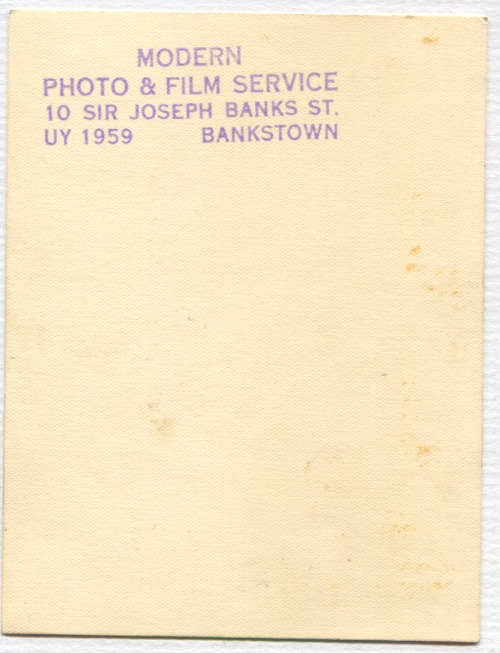 MODERN
PHOTO & FILM SERVICE
10 SIR JOSEPH BANKS ST,
UY 1959 BANKSTOWN